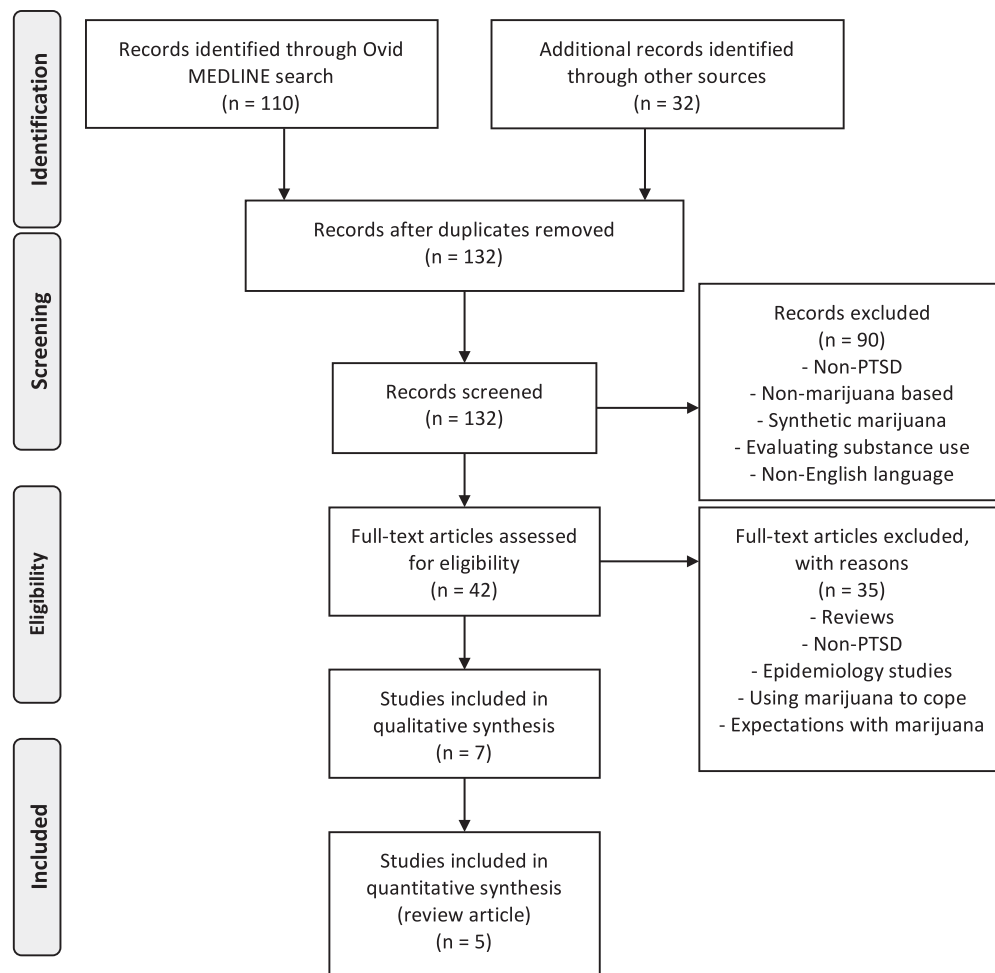 Identification
Records identified through Ovid
MEDLINE search
(n = 110)
Additional records identified
through other sources
(n = 32)
Records after duplicates removed
(n = 132)
Screening
Records screened
(n = 132)
Records excluded
(n = 90)
- Non-PTSD
- Non-marijuana based
- Synthetic marijuana
- Evaluating substance use
- Non-English language
Eligibility
Full-text articles assessed
for eligibility
(n = 42)
Full-text articles excluded,
with reasons
(n = 35)
- Reviews
- Non-PTSD
- Epidemiology studies
- Using marijuana to cope
- Expectations with marijuana
Studies included in
qualitative synthesis
(n = 7)
Included
Studies included in
quantitative synthesis
(review article)
(n = 5)